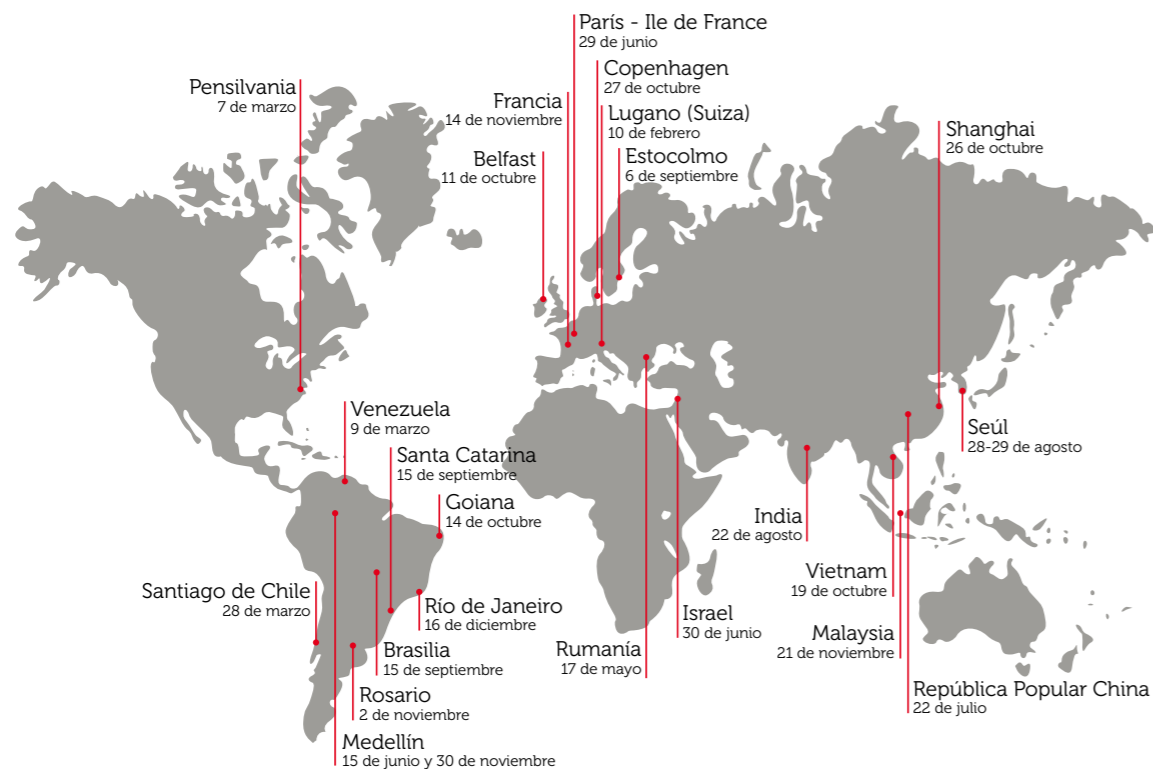 París - Ile de France
29 de junio
Copenhagen
27 de octubre
Pensilvania
7 de marzo
Francia
14 de noviembre
Lugano (Suiza)
10 de febrero
Shanghai
26 de octubre
Belfast
11 de octubre
Estocolmo
6 de septiembre
Venezuela
9 de marzo
Seúl
28-29 de agosto
Santa Catarina
15 de septiembre
Goiana
14 de octubre
India
22 de agosto
Vietnam
19 de octubre
Santiago de Chile
28 de marzo
Río de Janeiro
16 de diciembre
Israel
30 de junio
Malaysia
21 de noviembre
Brasilia
15 de septiembre
Rumanía
17 de mayo
Rosario
2 de noviembre
República Popular China
22 de julio
Medellín
15 de junio y 30 de noviembre